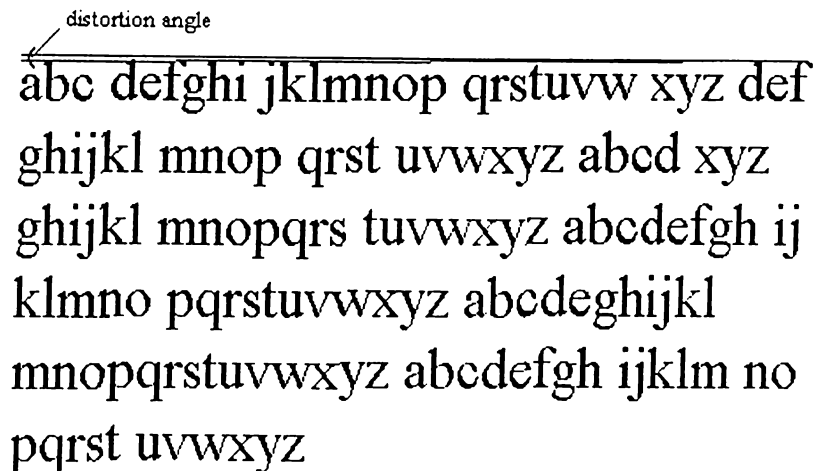 distortion angle
abc defghi jklmnop qrstuvw xyz def
ghijkl mnop qrst uvwxyz abcd xyz
ghijkl mnopqrs tuvwxyz abcdefgh ij
klmno pqrstuvwxyz abcdeghijkl
mnopqrstuvwxyz abcdefgh ijklm no
pqrst uvwxyz